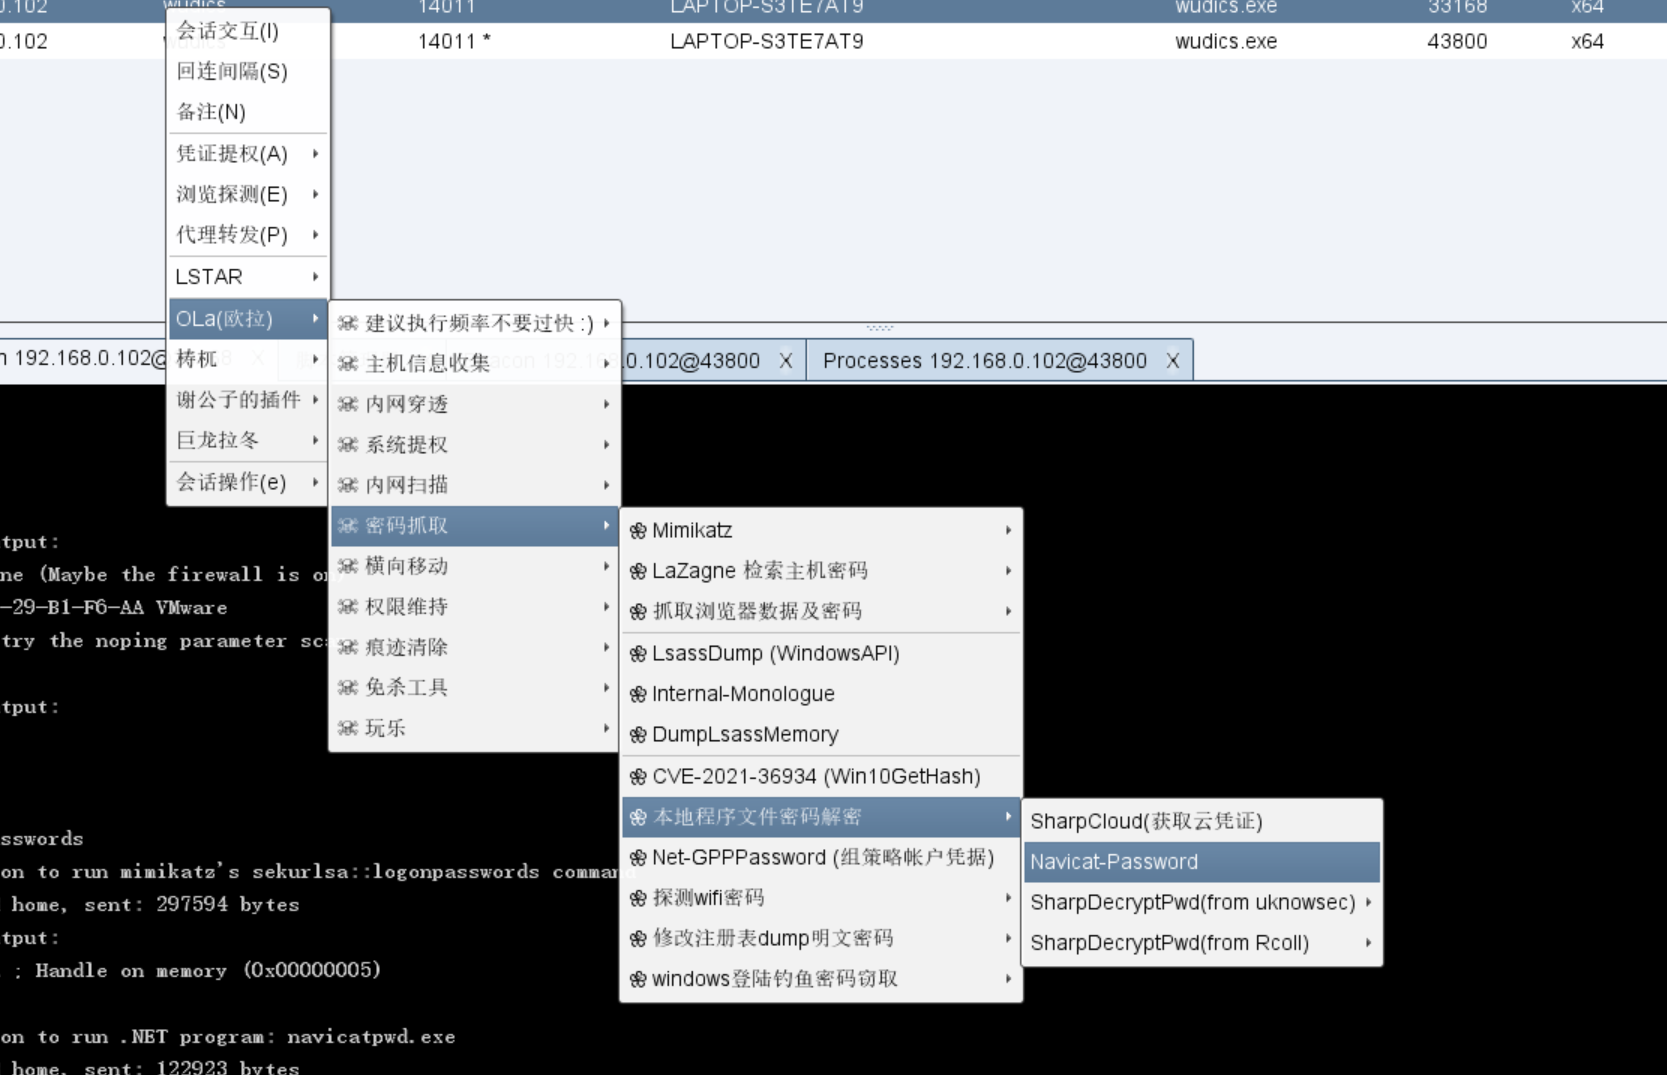 0.102 wudics 14011 LAPTOP-S3TE7AT9 wudics.exe 33168 x64
0.102 14011 * LAPTOP-S3TE7AT9 wudics.exe 43800 x64
会话交互(I)
回连间隔(S)
备注(N)
凭证提权(A)
浏览探测(E)
代理转发(P)
LSTAR
OLa(欧拉)
梼杌
谢公子的插件
巨龙拉冬
会话操作(e)
建议执行频率不要过快 :)
主机信息收集
内网穿透
系统提权
内网扫描
密码抓取
横向移动
权限维持
痕迹清除
免杀工具
玩乐
n 192.168.0.102@
0.102@43800 X
Processes 192.168.0.102@43800 X
Mimikatz
LaZagne 检索主机密码
抓取浏览器数据及密码
LsassDump (WindowsAPI)
Internal-Monologue
DumpLsassMemory
CVE-2021-36934 (Win10GetHash)
本地程序文件密码解密
Net-GPPPassword (组策略帐户凭据)
探测wifi密码
修改注册表dump明文密码
windows登陆钓鱼密码窃取
SharpCloud(获取云凭证)
Navicat-Password
SharpDecryptPwd(from uknowsec)
SharpDecryptPwd(from Rcoll)
tput:
ne (Maybe the firewall is on)
-29-B1-F6-AA VMware
try the noping parameter sc
tput:
sswords
on to run mimikatz's sekurlsa::logonpasswords command
home, sent: 297594 bytes
tput:
; Handle on memory (0x00000005)
on to run .NET program: navicatpwd.exe
home, sent: 122923 bytes